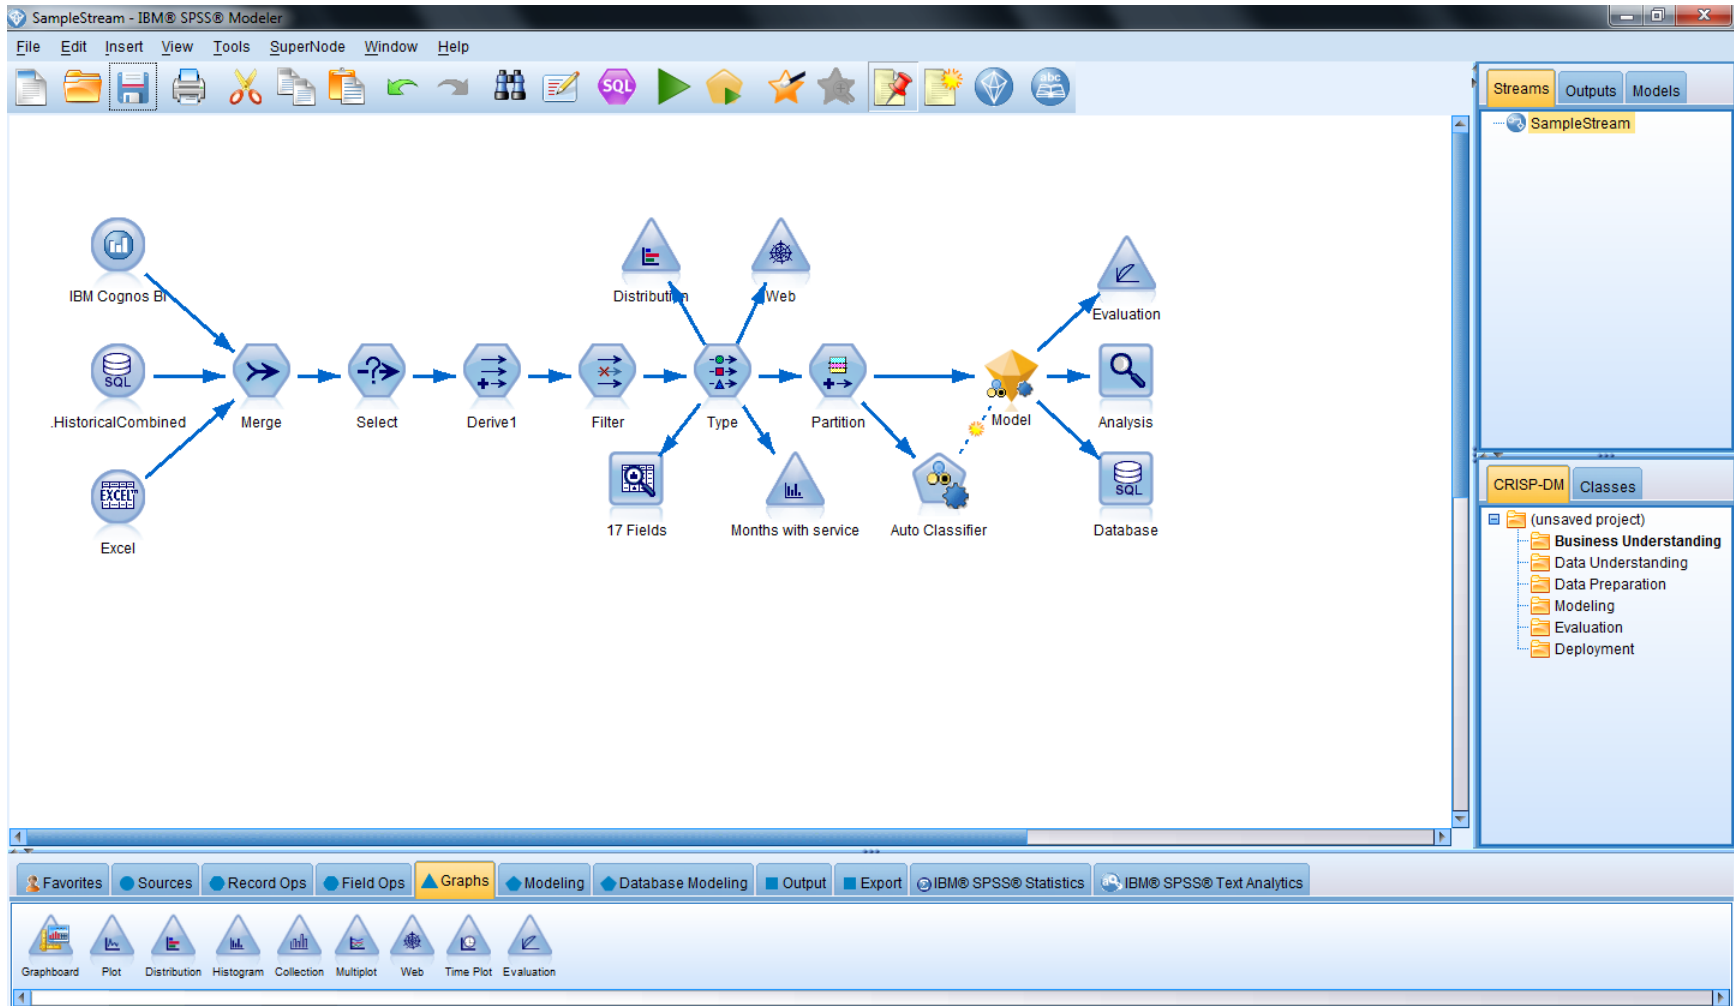 SampleStream - IBM® SPSS® Modeler
File Edit Insert View Tools SuperNode Window Help
SQL
abc
Streams Outputs Models
SampleStream
IBM Cognos BI
Distribution
Web
Evaluation
SQL
.HistoricalCombined
Merge
Select
Derive1
Filter
Type
Partition
Model
Analysis
EXCEL™
Excel
17 Fields
Months with service
Auto Classifier
SQL
Database
CRISP-DM Classes
(unsaved project)
Business Understanding
Data Understanding
Data Preparation
Modeling
Evaluation
Deployment
Favorites Sources Record Ops Field Ops Graphs Modeling Database Modeling Output Export IBM® SPSS® Statistics IBM® SPSS® Text Analytics
Graphboard Plot Distribution Histogram Collection Multiplot Web Time Plot Evaluation